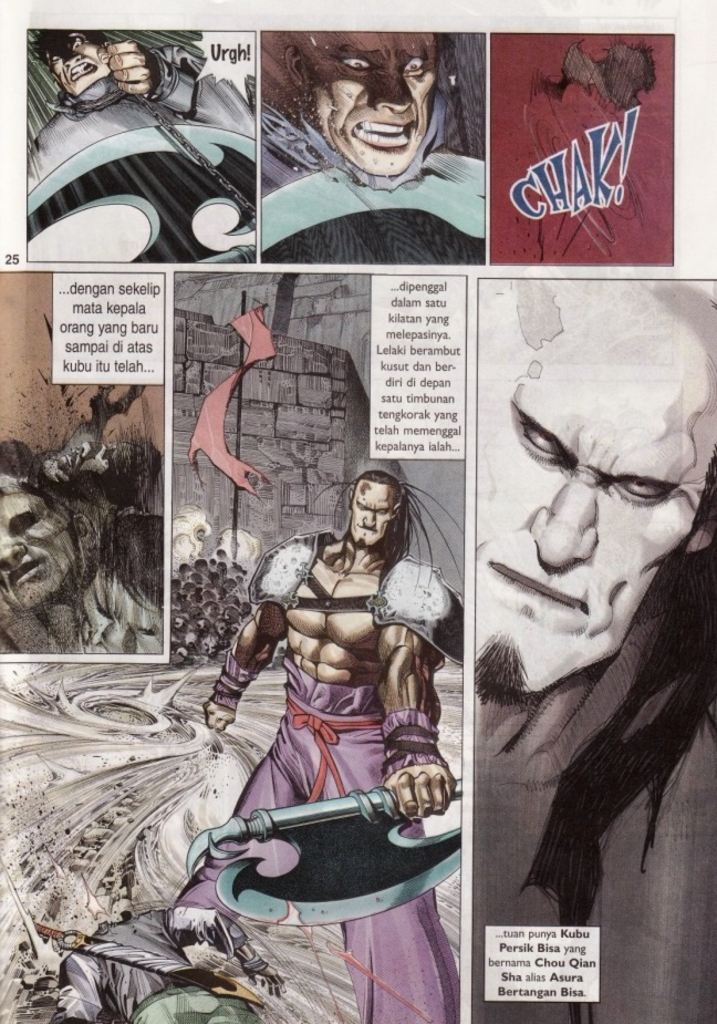 Urgh!
CHAK!
25
...dengan sekelip
mata kepala
orang yang baru
sampai di atas
kubu itu telah...
...dipenggal
dalam satu
kilatan yang
melepasinya.
Lelaki berambut
kusut dan ber-
diri di depan
satu timbunan
tengkorak yang
telah memenggal
kepalanya ialah...
...tuan punya Kubu
Persik Bisa yang
bernama Chou Qian
Sha alias Asura
Bertangan Bisa.